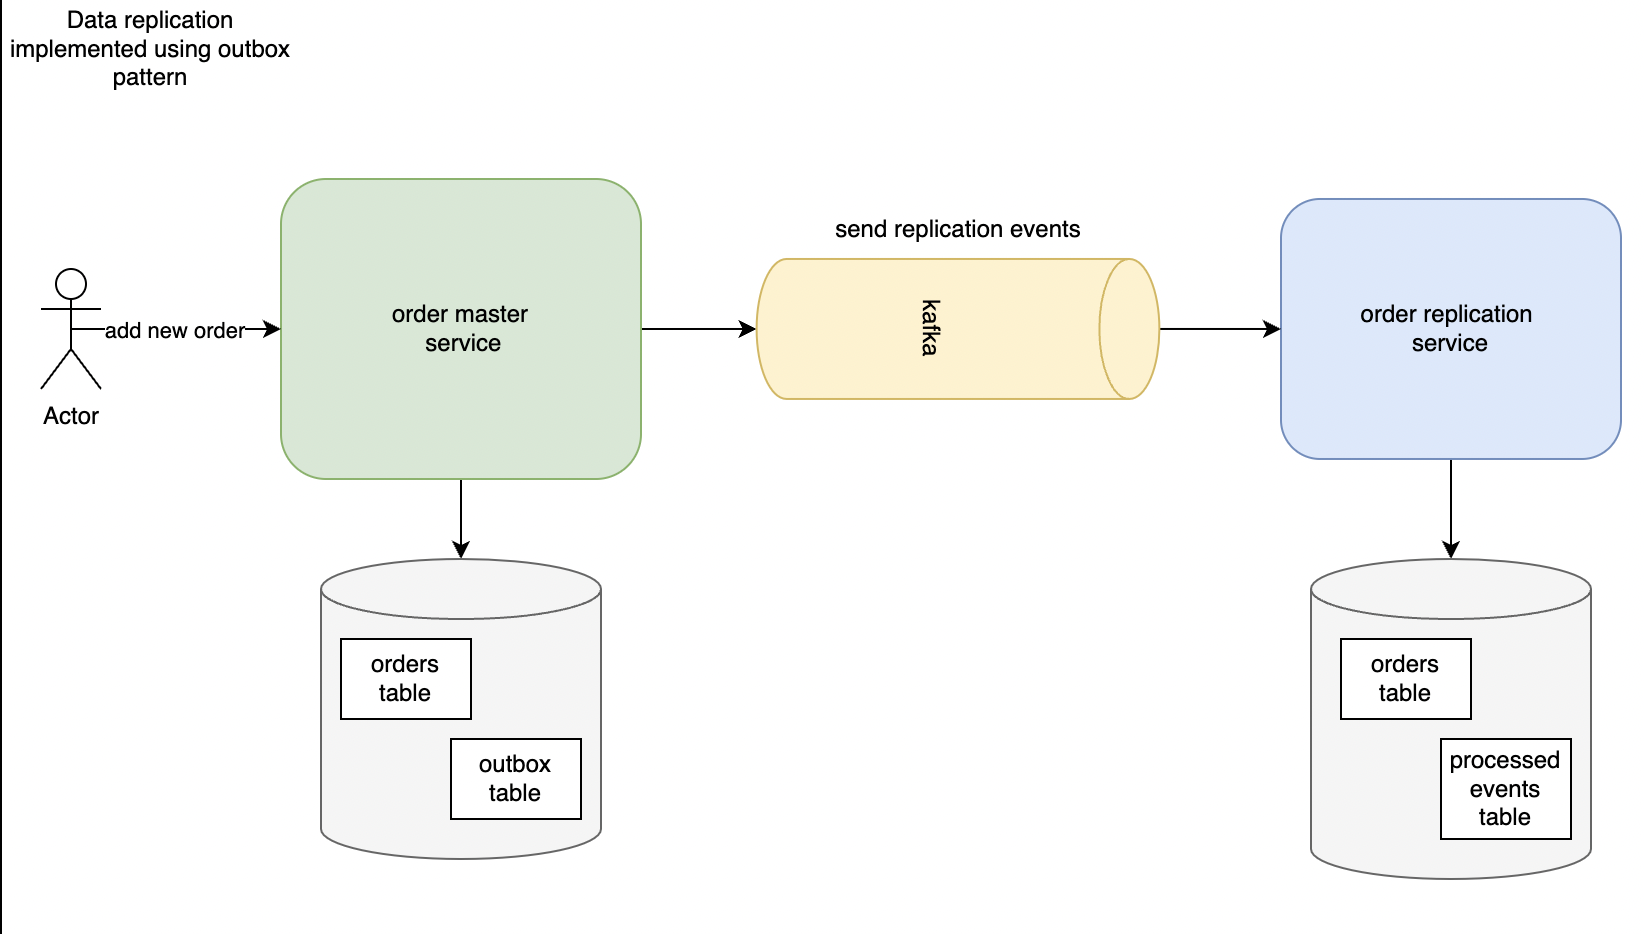 Data replication
implemented using outbox
pattern
send replication events
add new order
order master
service
kafka
order replication
service
Actor
orders
table
outbox
table
orders
table
processed
events
table